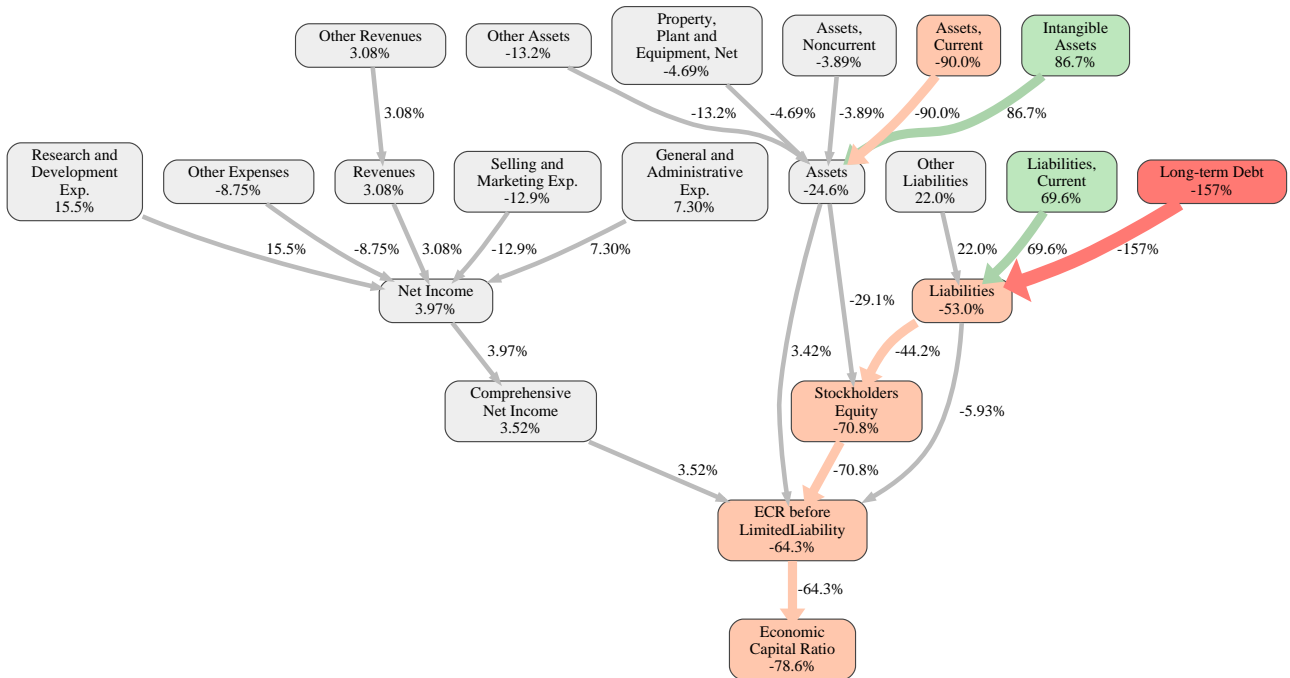 Other Revenues
3.08%
Other Assets
-13.2%
Property,
Plant and
Equipment, Net
-4.69%
Assets,
Noncurrent
-3.89%
Assets,
Current
-90.0%
Intangible
Assets
86.7%
3.08%
-13.2%
-4.69%
-3.89%
-90.0%
86.7%
Research and
Development
Exp.
15.5%
Other Expenses
-8.75%
Revenues
3.08%
Selling and
Marketing Exp.
-12.9%
General and
Administrative
Exp.
7.30%
Assets
-24.6%
Other
Liabilities
22.0%
Liabilities,
Current
69.6%
Long-term Debt
-157%
15.5%
-8.75%
3.08%
-12.9%
7.30%
22.0%
69.6%
-157%
Net Income
3.97%
-29.1%
Liabilities
-53.0%
3.97%
3.42%
-44.2%
Comprehensive
Net Income
3.52%
Stockholders
Equity
-70.8%
-5.93%
3.52%
-70.8%
ECR before
LimitedLiability
-64.3%
-64.3%
Economic
Capital Ratio
-78.6%